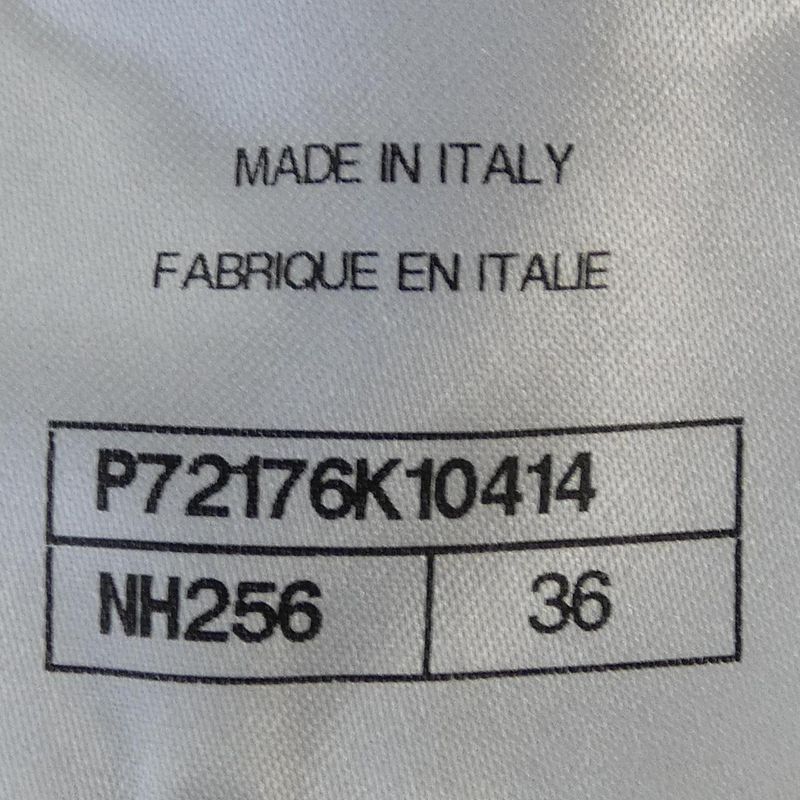 MADE IN ITALY
FABRIQUE EN ITALIE
P72176K10414
NH256 36